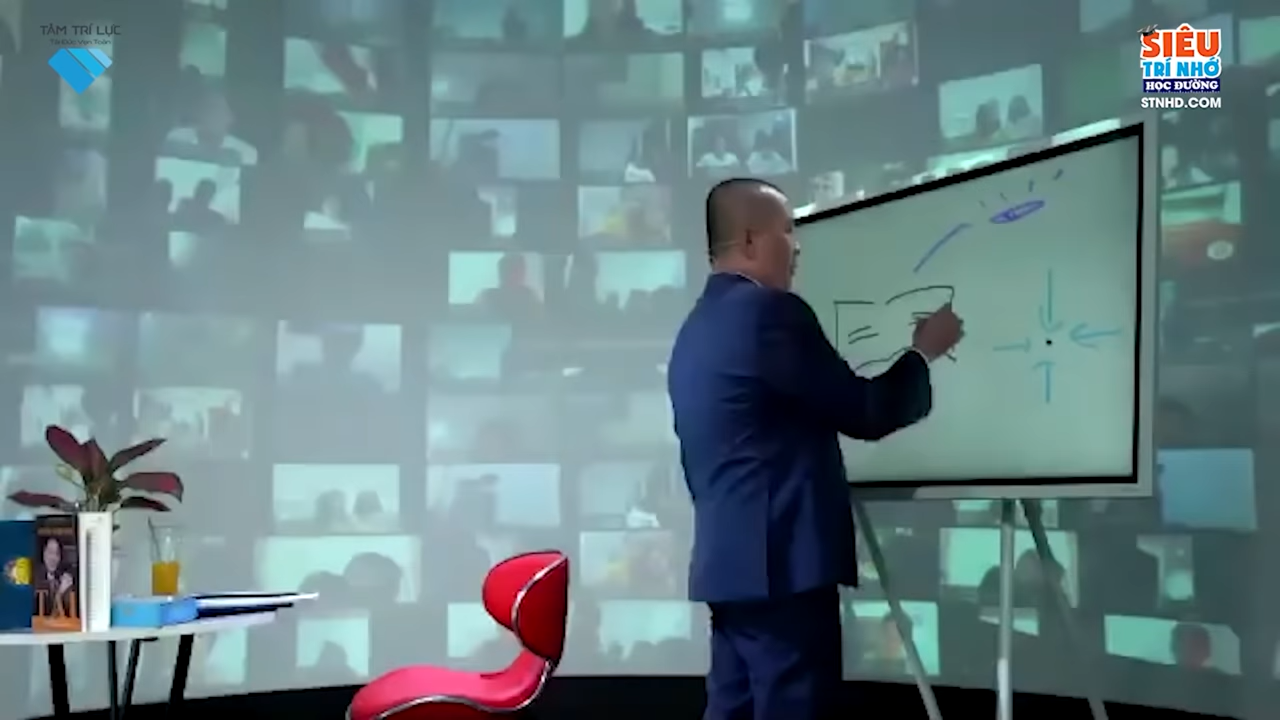 TÂM TRÍ LỰC
SIÊU
TRÍ NHỚ
HỌC ĐƯỜNG
STNHD.COM